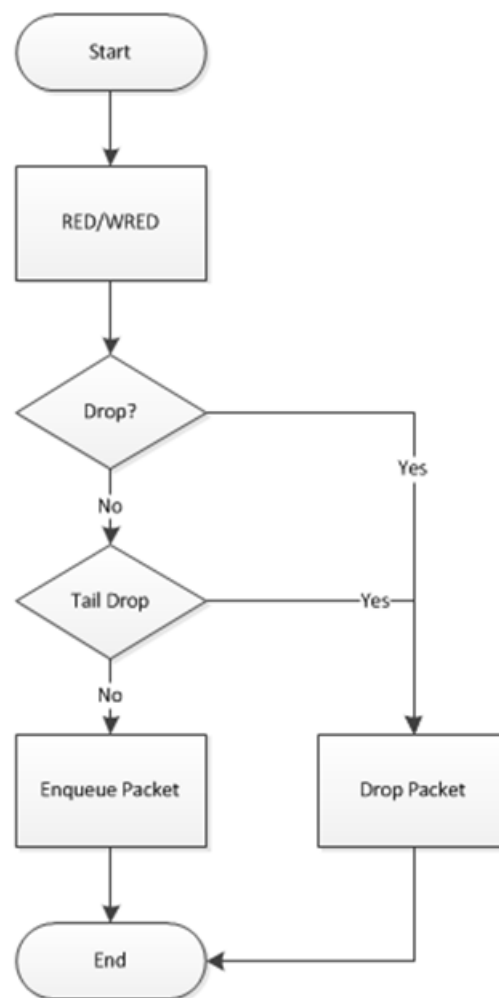 Start
RED/WRED
Drop?
Yes
No
Tail Drop
Yes
No
Enqueue Packet
Drop Packet
End